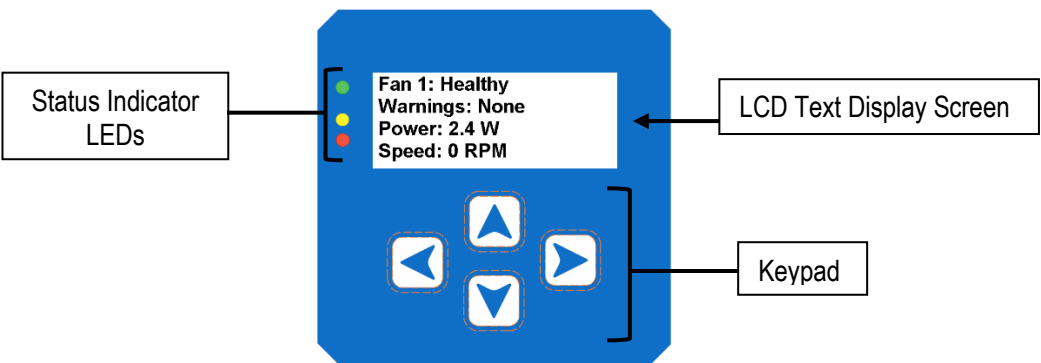 Status Indicator
LEDs
Fan 1: Healthy
Warnings: None
Power: 2.4 W
Speed: 0 RPM
LCD Text Display Screen
Keypad